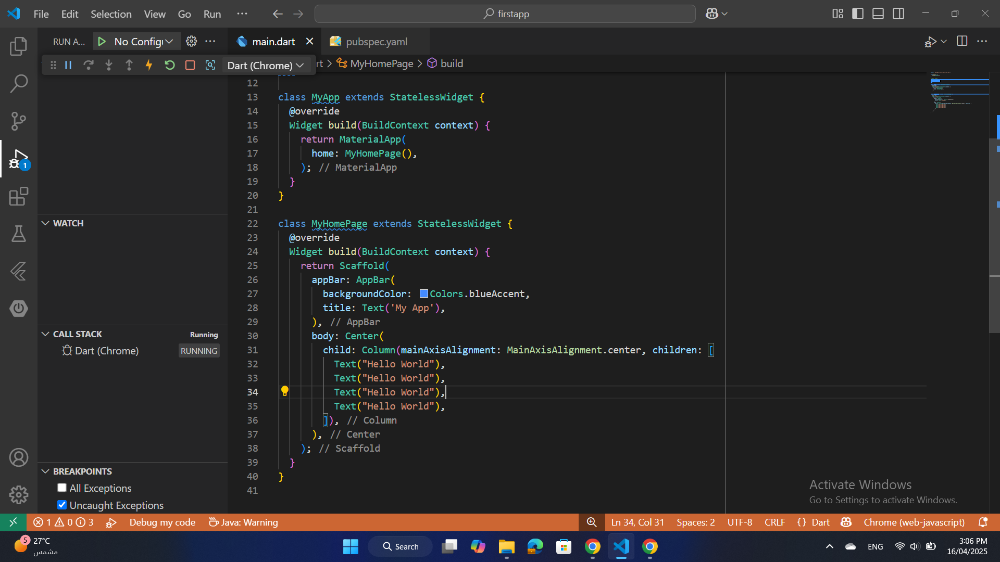 File Edit Selection View Go Run ··· firstapp
RUN A... No Config ··· main.dart pubspec.yaml ···
Dart (Chrome) rt > MyHomePage > build
12
13 class MyApp extends StatelessWidget {
14 @override
15 Widget build(BuildContext context) {
16 return MaterialApp(
17 home: MyHomePage(),
18 ); // MaterialApp
19 }
20 }
21
22 class MyHomePage extends StatelessWidget {
23 @override
24 Widget build(BuildContext context) {
25 return Scaffold(
26 appBar: AppBar(
27 backgroundColor: Colors.blueAccent,
28 title: Text('My App'),
29 ), // AppBar
30 body: Center(
31 child: Column(mainAxisAlignment: MainAxisAlignment.center, children: [
32 Text("Hello World"),
33 Text("Hello World"),
34 Text("Hello World"),
35 Text("Hello World"),
36 ]), // Column
37 ), // Center
38 ); // Scaffold
39 }
40 }
41
1
WATCH
CALL STACK Running
Dart (Chrome) RUNNING
BREAKPOINTS
All Exceptions
Uncaught Exceptions
Activate Windows
Go to Settings to activate Windows.
1 0 3 Debug my code Java: Warning Ln 34, Col 31 Spaces: 2 UTF-8 CRLF {} Dart Chrome (web-javascript)
5 27°C
مشمس
Search ENG
3:06 PM
16/04/2025